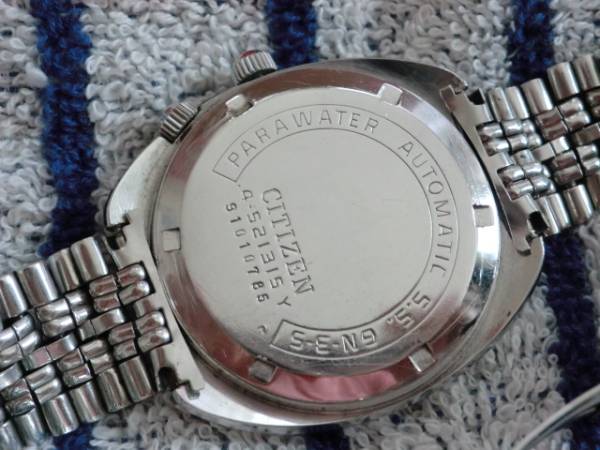 PARAWATER AUTOMATIC S.S. GN-3-S
CITIZEN
4-521315 Y
91010785